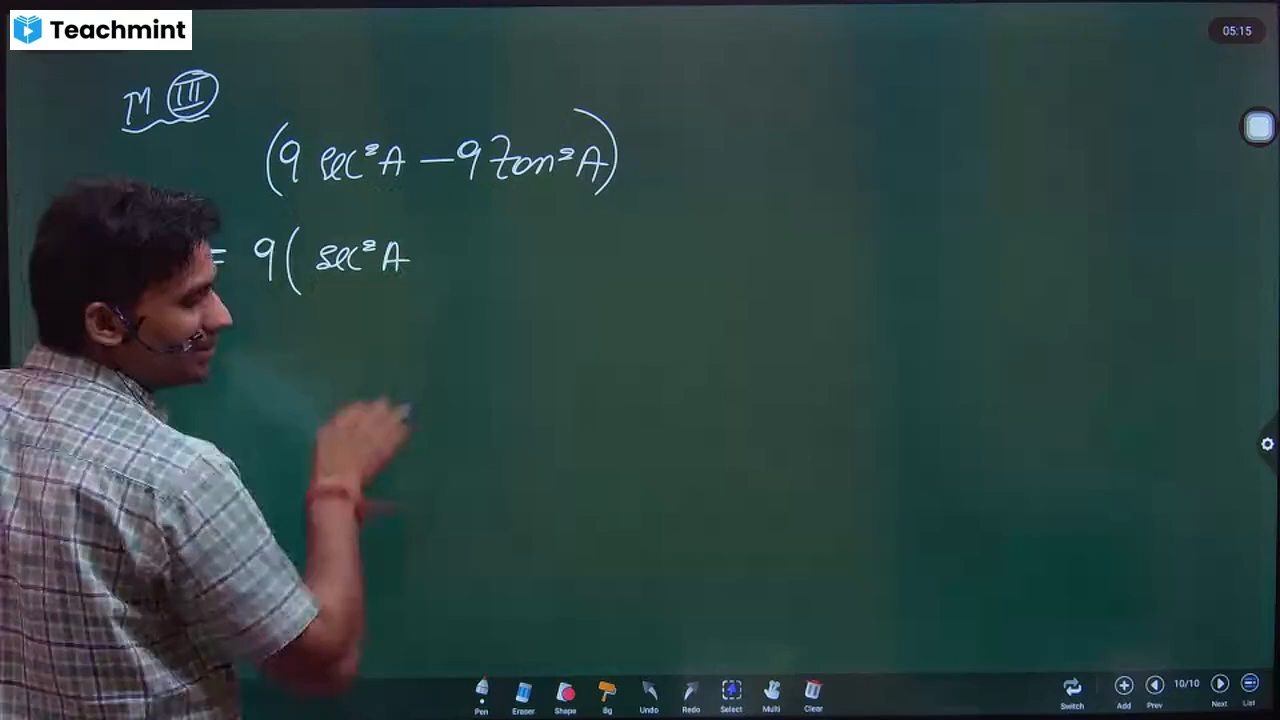 Teachmint
05:15
M III
(9 sec²A – 9 tan²A)
= 9( sec²A
Pen Eraser Shape Bg Undo Redo Select Multi Clear Switch Add Prev 10/10 Next List